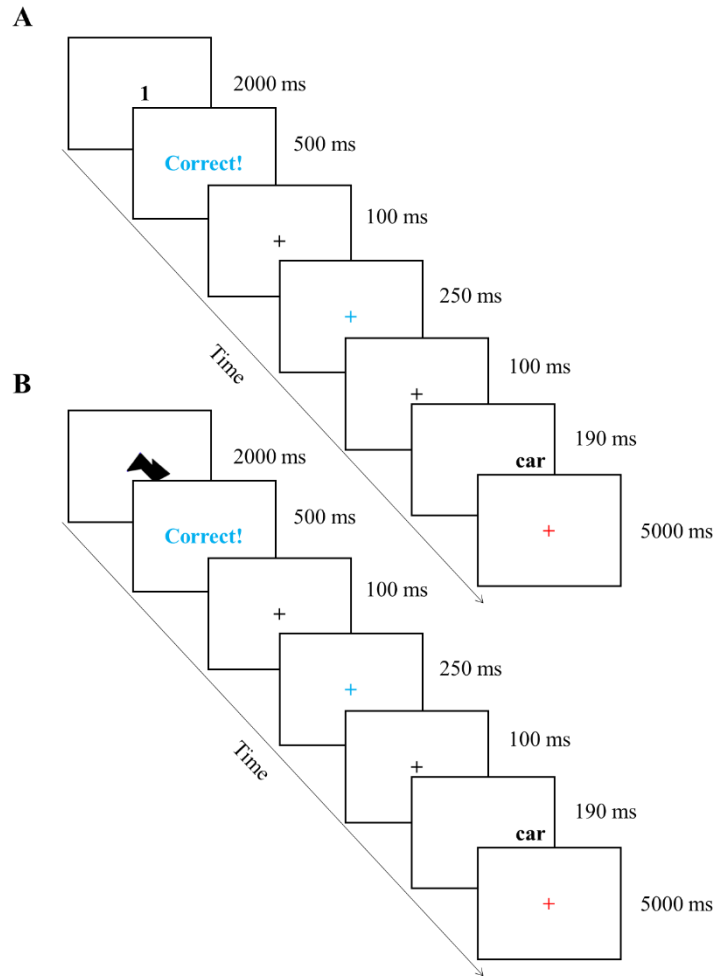 A
1
2000 ms
Correct!
500 ms
+
100 ms
+
250 ms
+
100 ms
car
190 ms
+
5000 ms
Time
B
2000 ms
Correct!
500 ms
+
100 ms
+
250 ms
+
100 ms
car
190 ms
+
5000 ms
Time